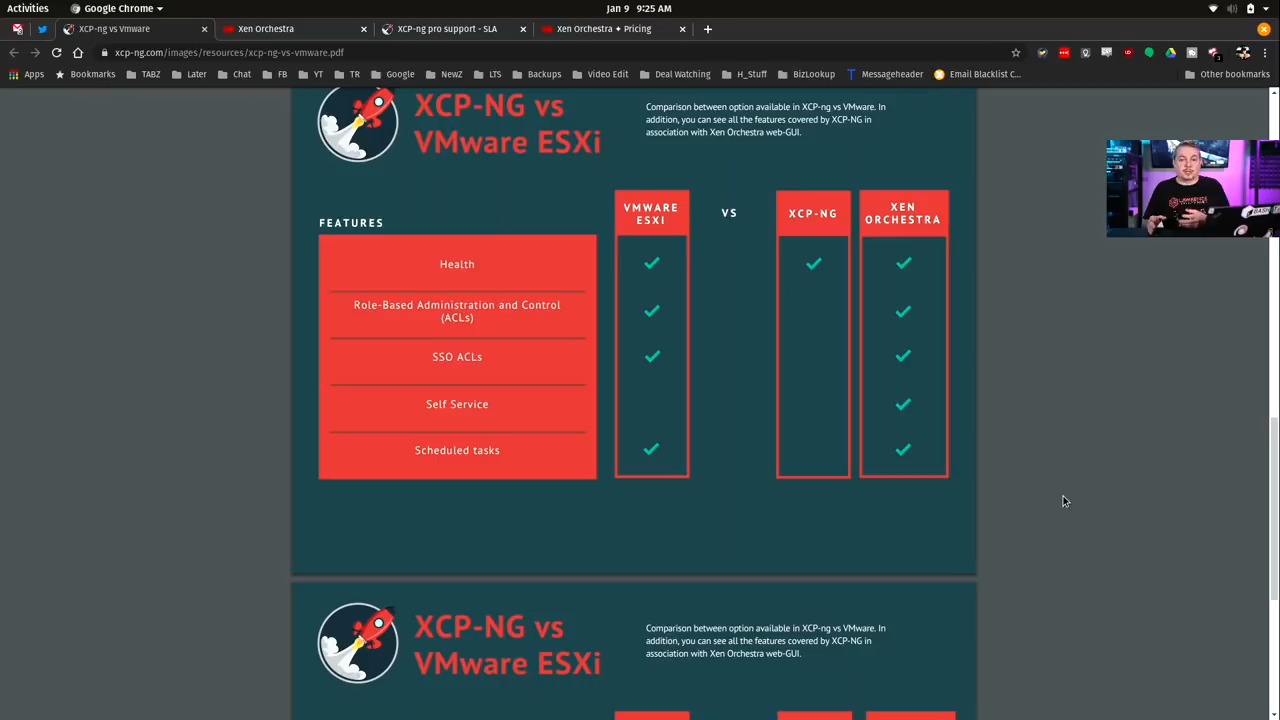 Activities
Google Chrome
Jan 9 9:25 AM
XCP-ng vs Vmware
Xen Orchestra
XCP-ng pro support - SLA
Xen Orchestra ✦ Pricing
xcp-ng.com/images/resources/xcp-ng-vs-vmware.pdf
Apps
Bookmarks
TABZ
Later
Chat
FB
YT
TR
Google
NewZ
LTS
Backups
Video Edit
Deal Watching
H_Stuff
BizLookup
Messageheader
Email Blacklist C...
Other bookmarks
XCP-NG vs
VMware ESXi
Comparison between option available in XCP-ng vs VMware. In
addition, you can see all the features covered by XCP-NG in
association with Xen Orchestra web-GUI.
FEATURES
VMWARE
ESXI
VS
XCP-NG
XEN
ORCHESTRA
Health
Role-Based Administration and Control
(ACLs)
SSO ACLs
Self Service
Scheduled tasks
XCP-NG vs
VMware ESXi
Comparison between option available in XCP-ng vs VMware. In
addition, you can see all the features covered by XCP-NG in
association with Xen Orchestra web-GUI.